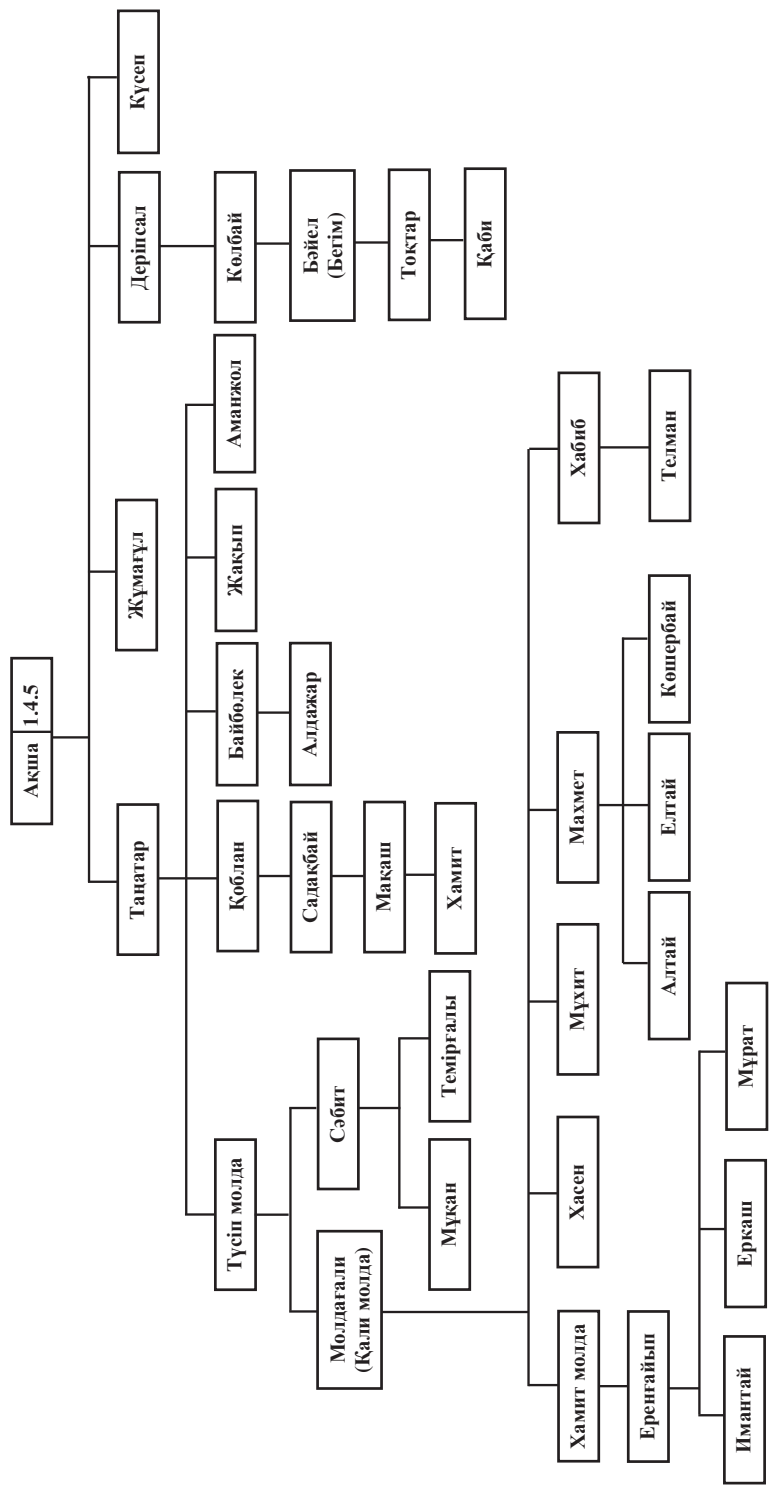 Ақша 1.4.5
Таңатар
Жұмағұл
Деріпсал
Күсеп
Түсіп молда
Қоблан
Байбөлек
Жақып
Аманжол
Көлбай
Садақбай
Алдажар
Бәйел
(Бегім)
Молдағали
(Қали молда)
Сәбит
Мақаш
Тоқтар
Мұқан
Темірғалы
Хамит
Қаби
Хамит молда
Хасен
Мұхит
Махмет
Хабиб
Еренғайып
Алтай
Елтай
Көшербай
Телман
Имантай
Еркаш
Мұрат